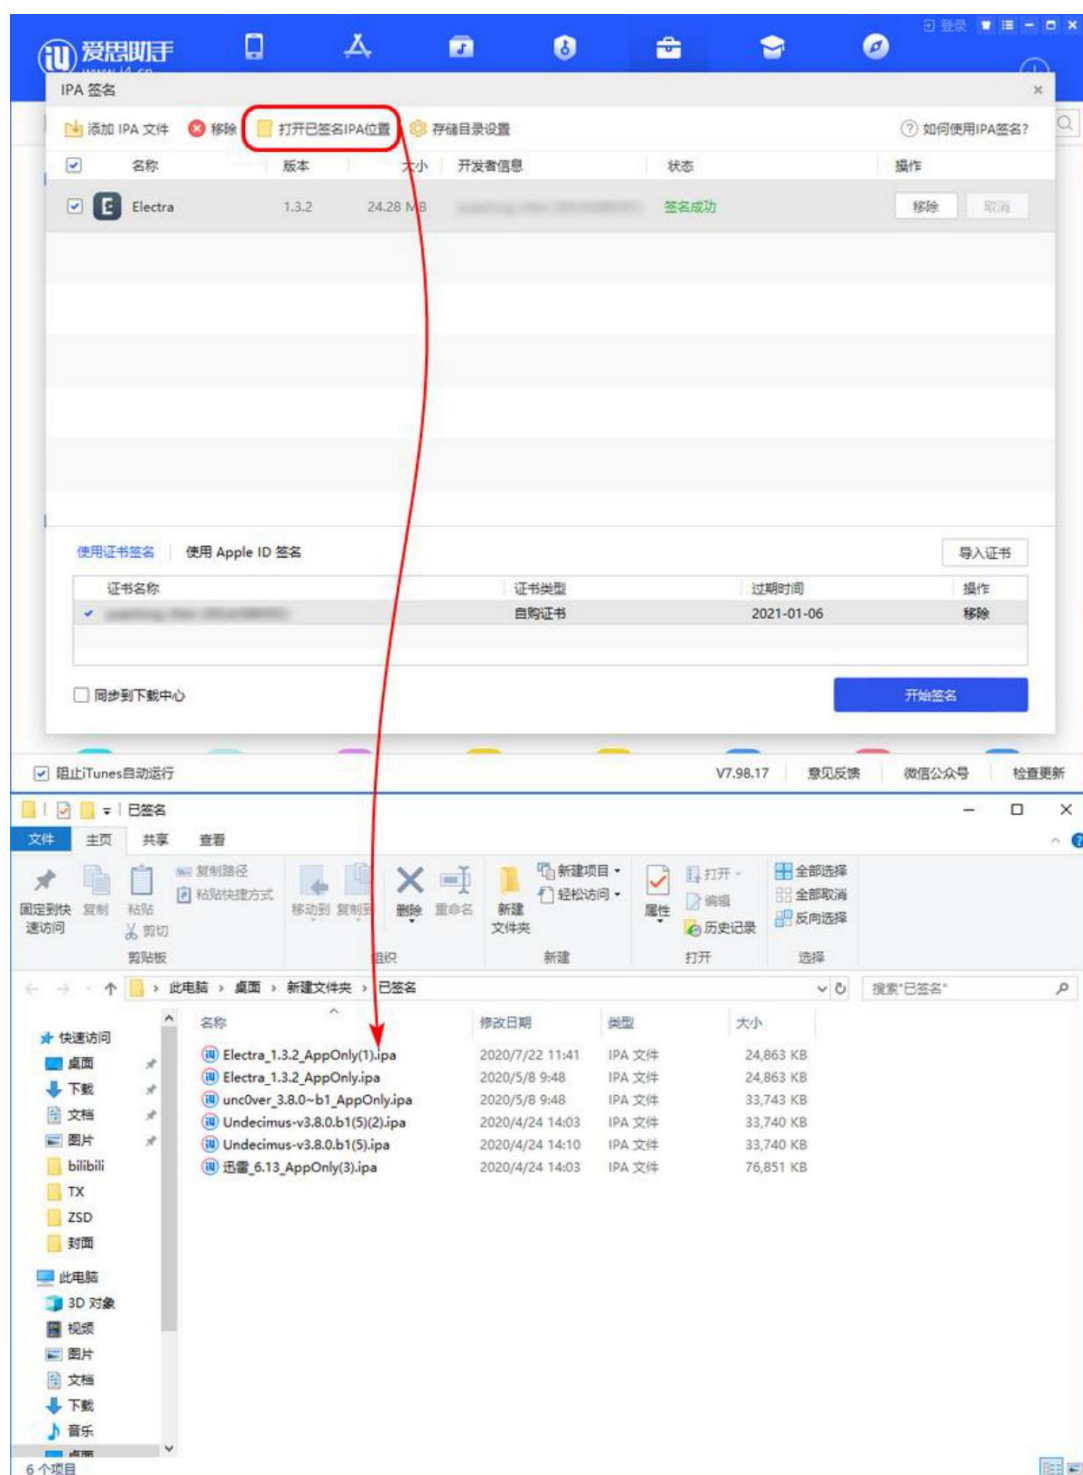 登录
爱思助手
www.i4.cn
IPA 签名
添加 IPA 文件 移除 打开已签名IPA位置 存储目录设置 如何使用IPA签名?
名称 版本 大小 开发者信息 状态 操作
Electra 1.3.2 24.28 MB 签名成功 移除 取消
使用证书签名 使用 Apple ID 签名 导入证书
证书名称 证书类型 过期时间 操作
自购证书 2021-01-06 移除
同步到下载中心 开始签名
阻止iTunes自动运行 V7.98.17 意见反馈 微信公众号 检查更新
已签名
文件 主页 共享 查看
固定到快速访问 复制 粘贴 复制路径 粘贴快捷方式 剪切 移动到 复制到 删除 重命名 新建文件夹 新建项目 轻松访问 属性 打开 编辑 历史记录 全部选择 全部取消 反向选择
剪贴板 组织 新建 打开 选择
此电脑 › 桌面 › 新建文件夹 › 已签名 搜索"已签名"
名称 修改日期 类型 大小
Electra_1.3.2_AppOnly(1).ipa 2020/7/22 11:41 IPA 文件 24,863 KB
Electra_1.3.2_AppOnly.ipa 2020/5/8 9:48 IPA 文件 24,863 KB
unc0ver_3.8.0~b1_AppOnly.ipa 2020/5/8 9:48 IPA 文件 33,743 KB
Undecimus-v3.8.0.b1(5)(2).ipa 2020/4/24 14:03 IPA 文件 33,740 KB
Undecimus-v3.8.0.b1(5).ipa 2020/4/24 14:10 IPA 文件 33,740 KB
迅雷_6.13_AppOnly(3).ipa 2020/4/24 14:03 IPA 文件 76,851 KB
快速访问
桌面
下载
文档
图片
bilibili
TX
ZSD
封面
此电脑
3D 对象
视频
图片
文档
下载
音乐
桌面
6 个项目